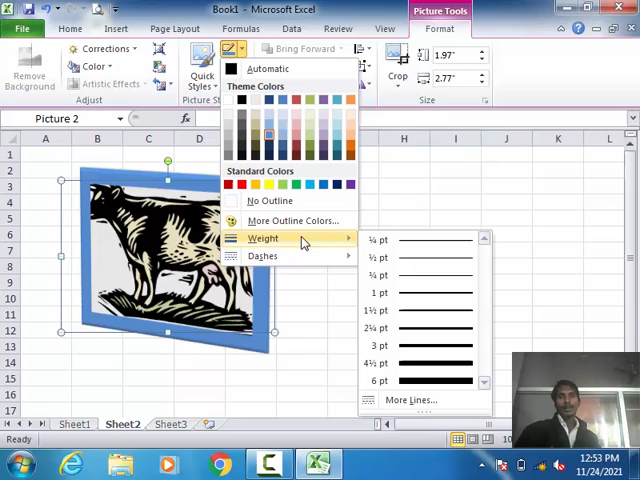 Book1 - Microsoft Excel
Picture Tools
File
Home
Insert
Page Layout
Formulas
Data
Review
View
Format
Remove
Background
Corrections
Color
Artistic Effects
Quick
Styles
Picture St
Bring Forward
Crop
1.97"
2.77"
Size
Automatic
Theme Colors
Standard Colors
No Outline
More Outline Colors...
Weight
Dashes
¼ pt
½ pt
¾ pt
1 pt
1½ pt
2¼ pt
3 pt
4½ pt
6 pt
More Lines...
Picture 2
fx
A B C D H I J K L
1
2
3
4
5
6
7
8
9
10
11
12
13
14
15
16
17
Sheet1 Sheet2 Sheet3
Ready
10
12:53 PM
11/24/2021